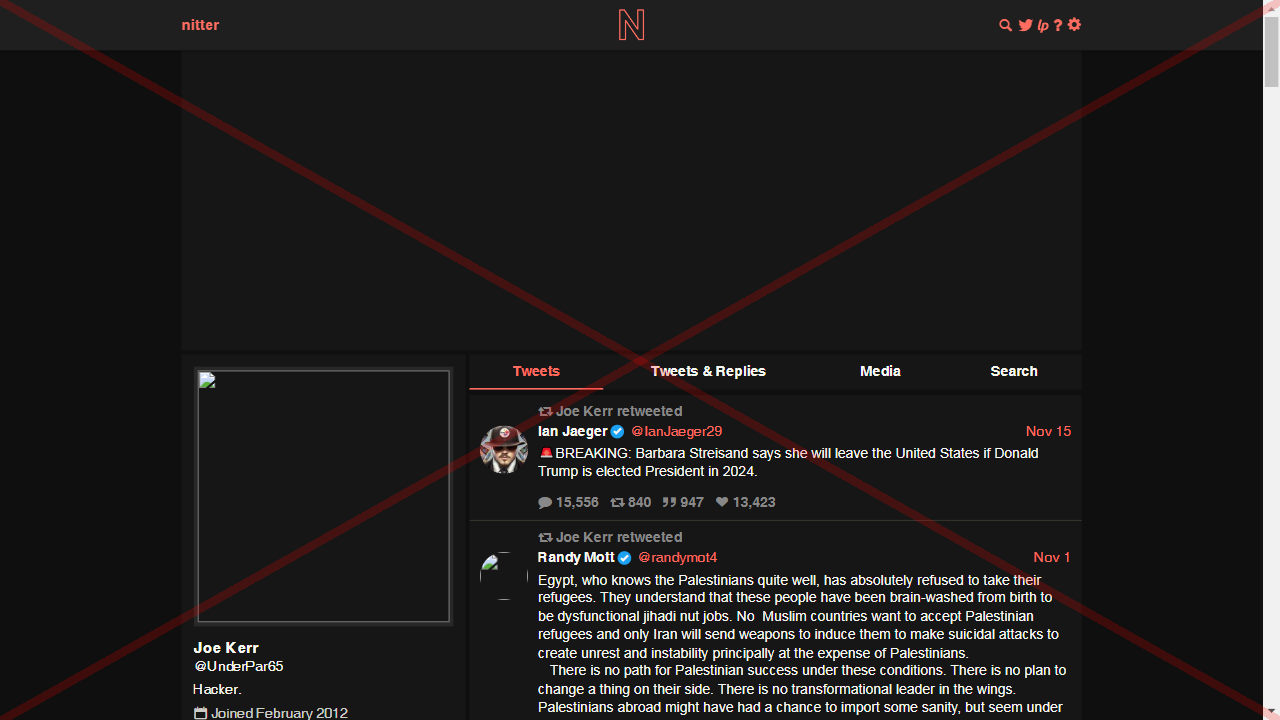 nitter
N
lp ?
Tweets
Tweets & Replies
Media
Search
Joe Kerr retweeted
Ian Jaeger @IanJaeger29 Nov 15
🚨BREAKING: Barbara Streisand says she will leave the United States if Donald
Trump is elected President in 2024.
15,556 840 947 13,423
Joe Kerr retweeted
Randy Mott @randymot4 Nov 1
Egypt, who knows the Palestinians quite well, has absolutely refused to take their
refugees. They understand that these people have been brain-washed from birth to
be dysfunctional jihadi nut jobs. No Muslim countries want to accept Palestinian
refugees and only Iran will send weapons to induce them to make suicidal attacks to
create unrest and instability principally at the expense of Palestinians.
There is no path for Palestinian success under these conditions. There is no plan to
change a thing on their side. There is no transformational leader in the wings.
Palestinians abroad might have had a chance to import some sanity, but seem under
Joe Kerr
@UnderPar65
Hacker.
Joined February 2012